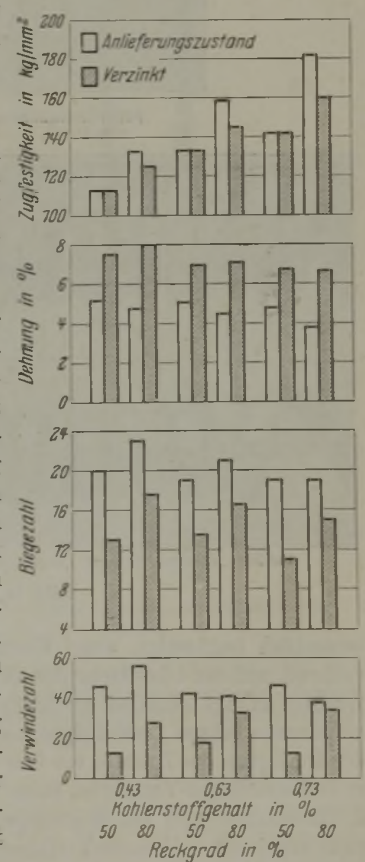 Zugfestigkeit in kg/mm²
200
180
160
140
120
100
Anlieferungszustand
Verzinkt
Dehnung in %
8
6
4
2
0
Biegezahl
24
20
16
12
8
4
Verwindezahl
60
40
20
0
0,43 0,63 0,73
Kohlenstoffgehalt in %
50 80 50 80 50 80
Reckgrad in %